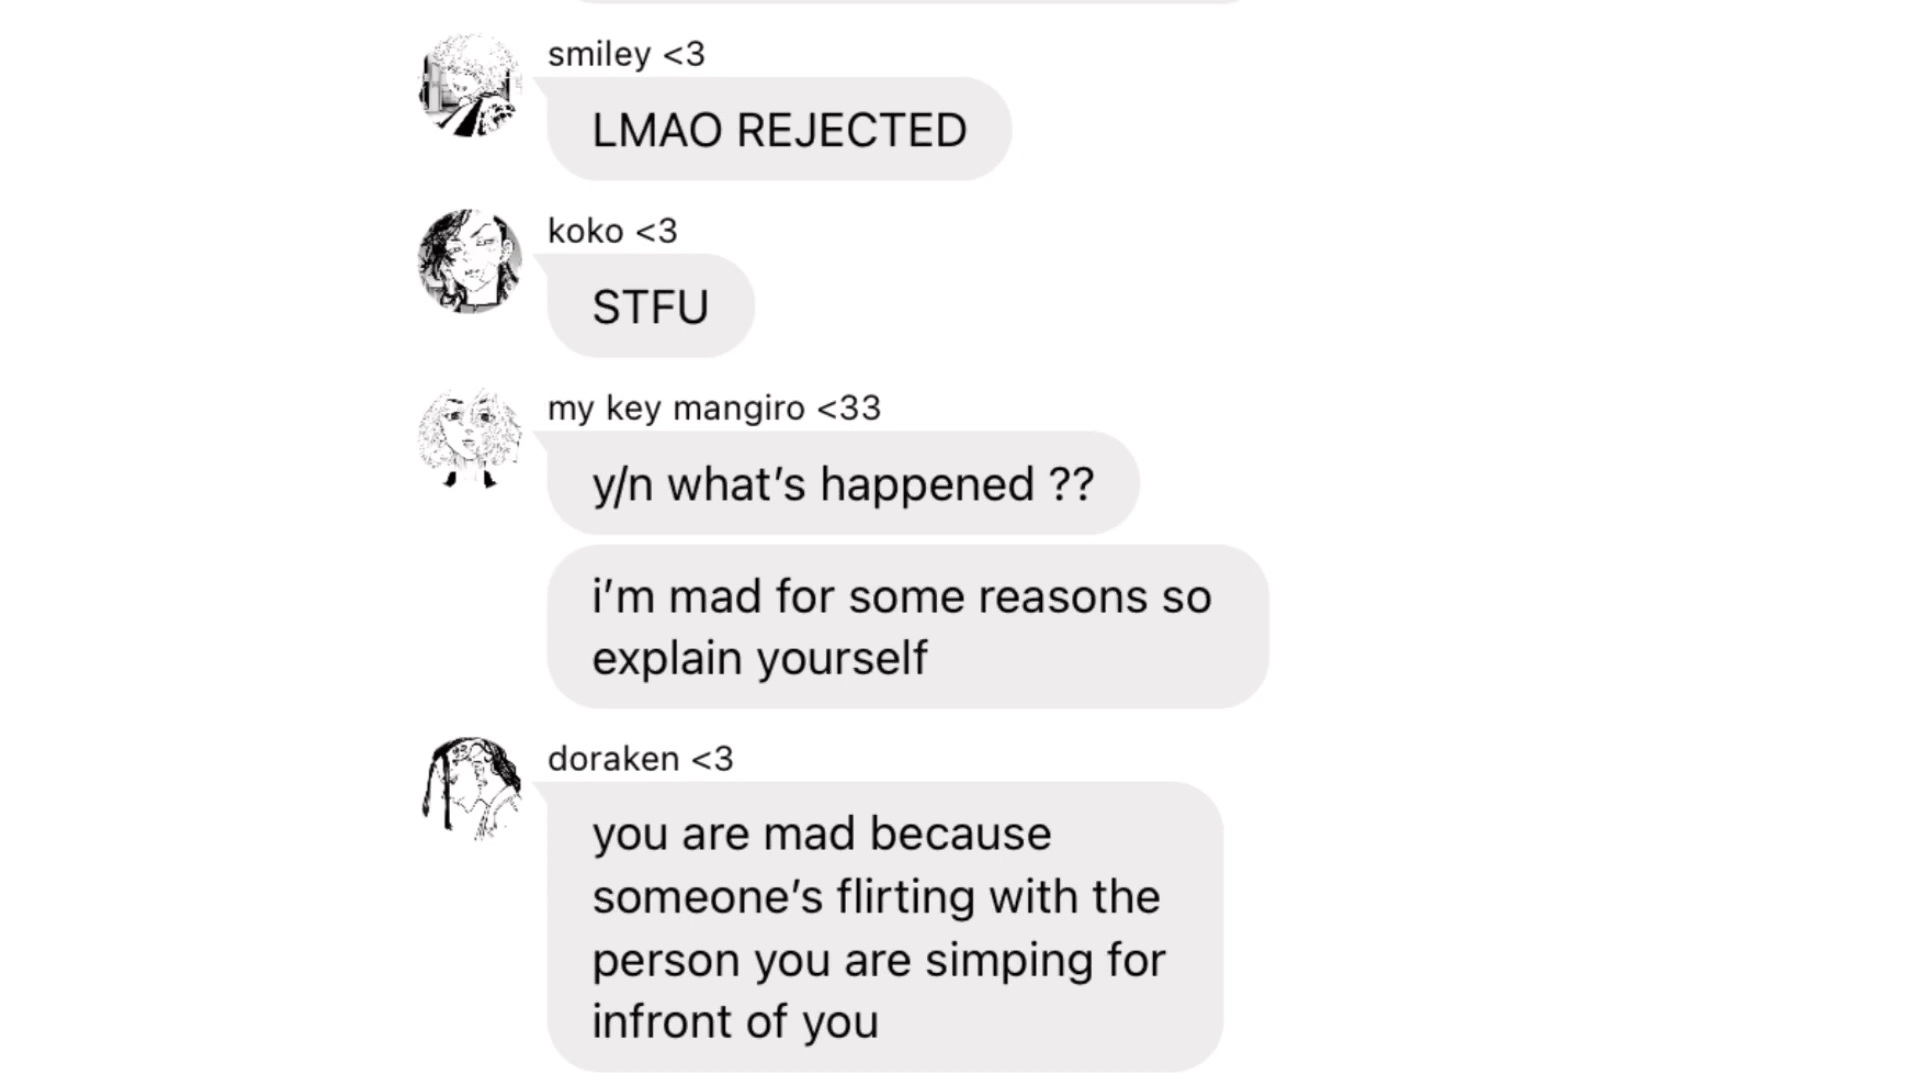 smiley <3
LMAO REJECTED
koko <3
STFU
my key mangiro <33
y/n what's happened ??
i'm mad for some reasons so
explain yourself
doraken <3
you are mad because
someone's flirting with the
person you are simping for
infront of you